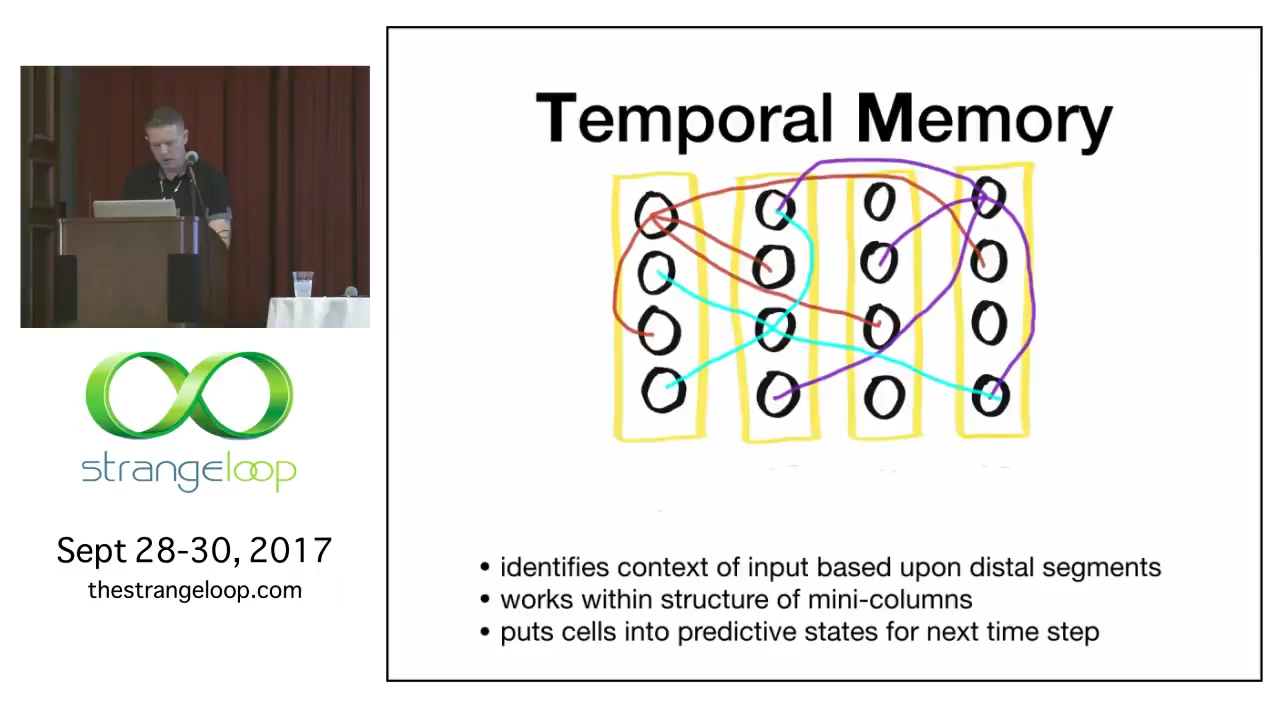 Temporal Memory
strangeloop
Sept 28-30, 2017
thestrangeloop.com
• identifies context of input based upon distal segments
• works within structure of mini-columns
• puts cells into predictive states for next time step